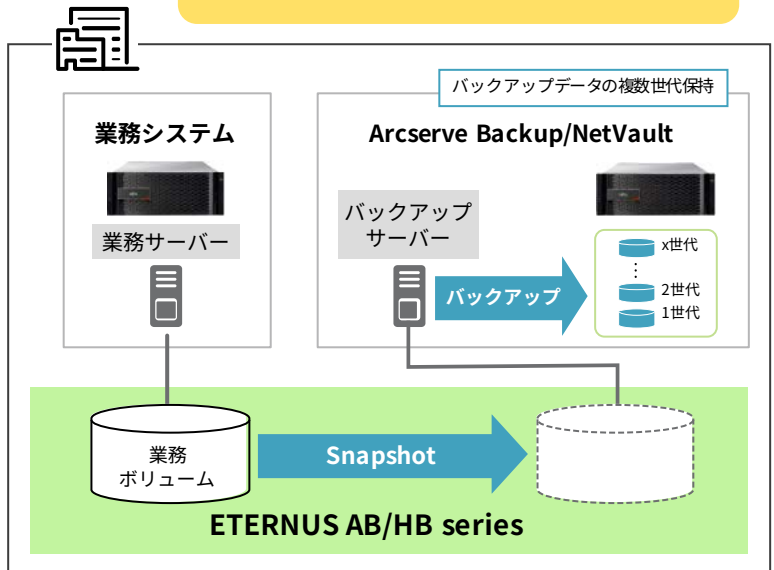 バックアップデータの複数世代保持
業務システム
Arcserve Backup/NetVault
業務サーバー
バックアップ
サーバー
バックアップ
x世代
⋮
2世代
1世代
業務
ボリューム
Snapshot
ETERNUS AB/HB series